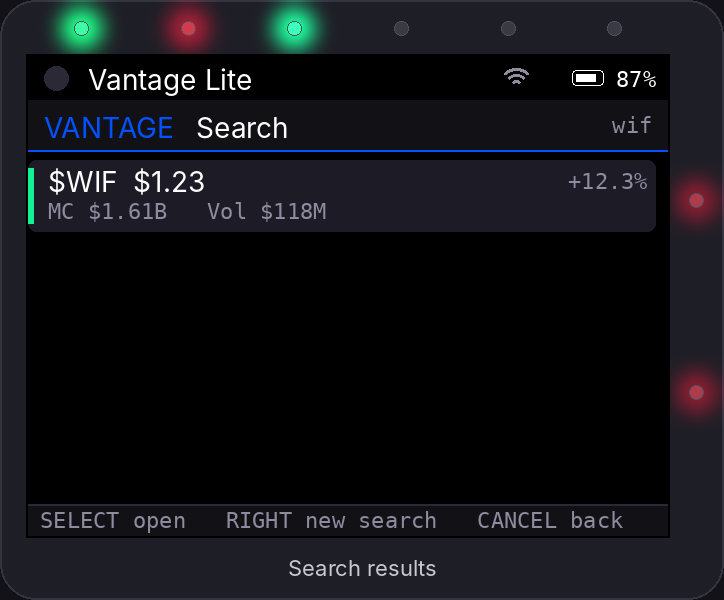 Vantage Lite 87%
VANTAGE Search wif
$WIF $1.23 +12.3%
MC $1.61B Vol $118M
SELECT open RIGHT new search CANCEL back
Search results